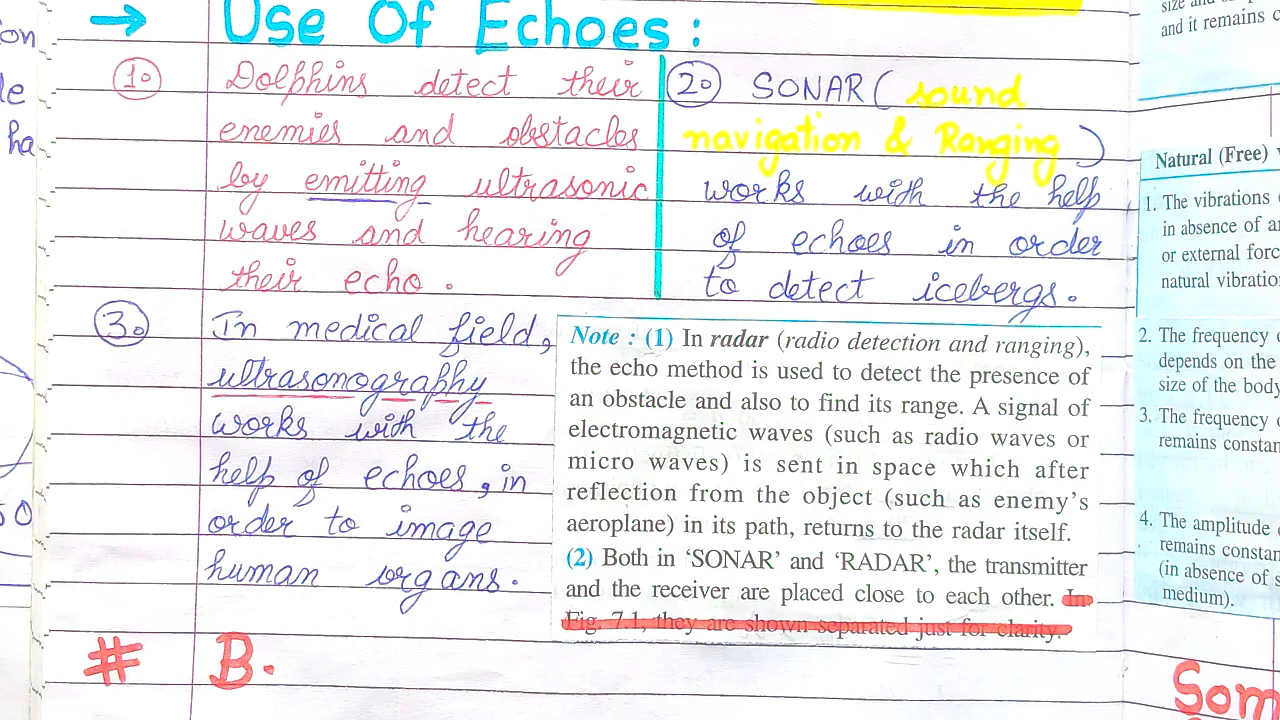 → Use Of Echoes :
on
le
ha
1. Dolphins detect their
enemies and obstacles
by emitting ultrasonic
waves and hearing
their echo.
2. SONAR ( sound
navigation & Ranging )
works with the help
of echoes in order
to detect icebergs.
3. In medical field,
ultrasonography
works with the
help of echoes, in
order to image
human organs.
Note : (1) In radar (radio detection and ranging),
the echo method is used to detect the presence of
an obstacle and also to find its range. A signal of
electromagnetic waves (such as radio waves or
micro waves) is sent in space which after
reflection from the object (such as enemy's
aeroplane) in its path, returns to the radar itself.
(2) Both in 'SONAR' and 'RADAR', the transmitter
and the receiver are placed close to each other. In
Fig. 7.1, they are shown separated just for clarity.
# B.
size and
and it remains
Natural (Free)
1. The vibrations
in absence of
or external
natural
2. The frequency
depends on the
size of the body
3. The frequency
remains
4. The amplitude
remains
(in absence of
medium).
Som